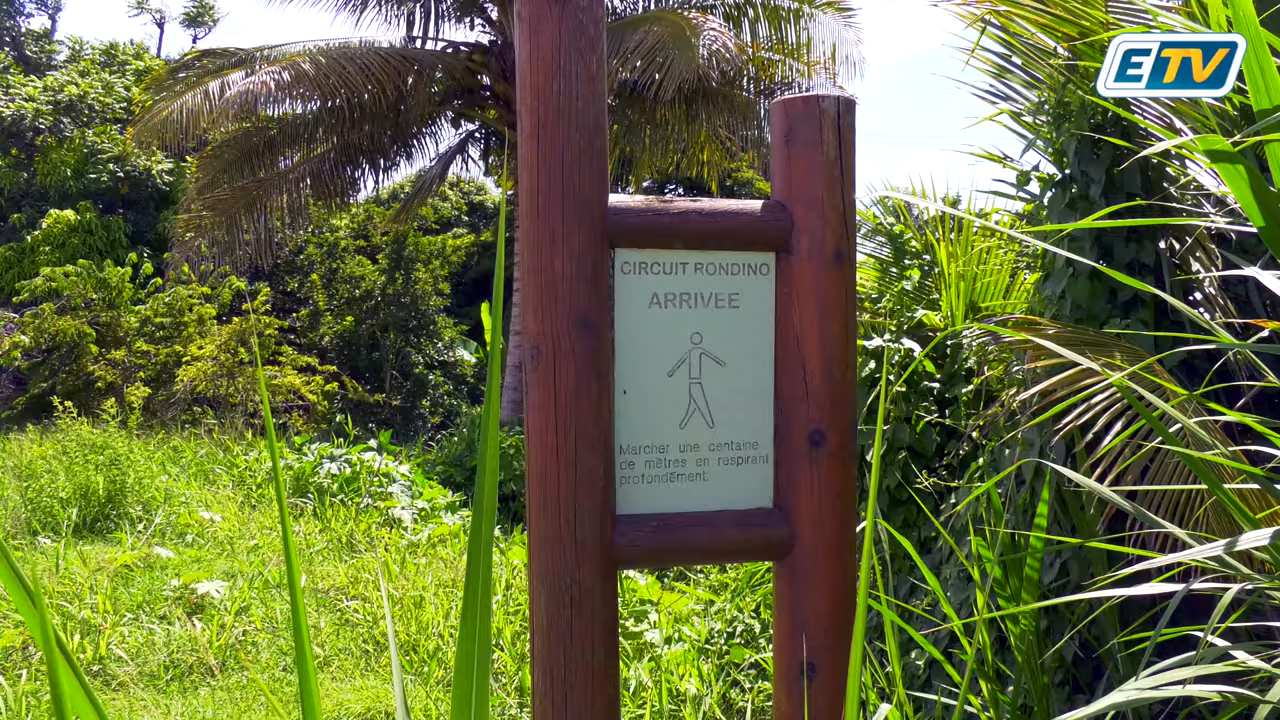 ETV
CIRCUIT RONDINO
ARRIVEE
Marcher une centaine
de mètres en respirant
profondément.